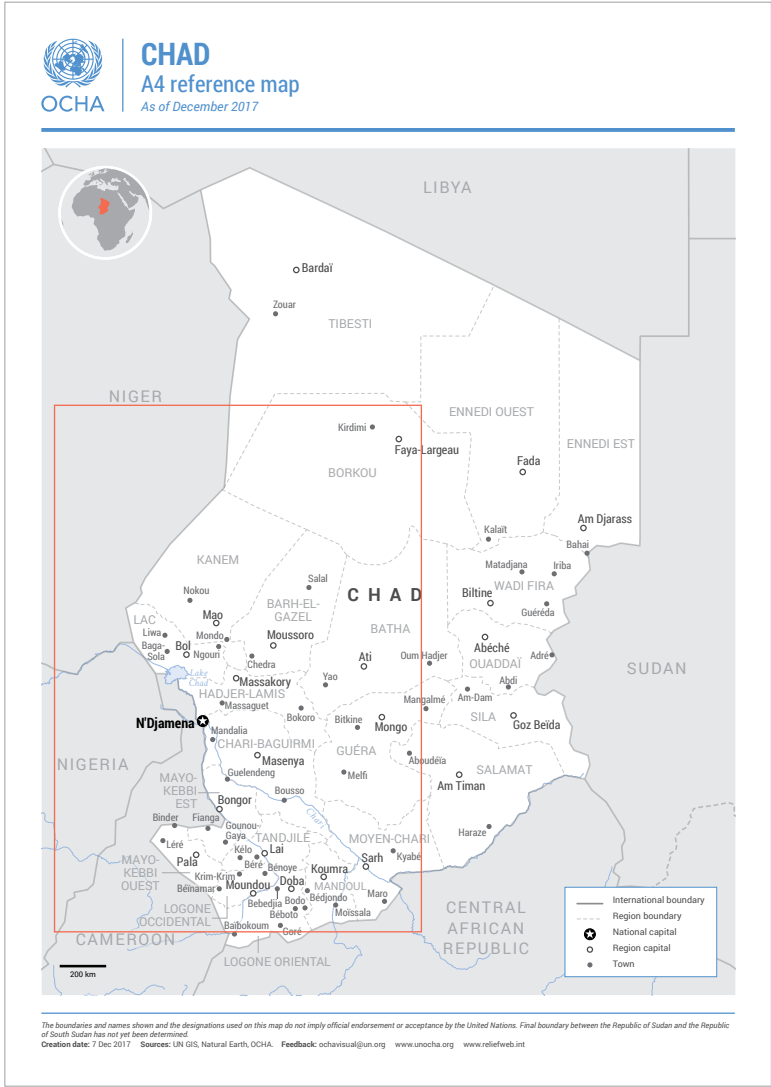 OCHA
CHAD
A4 reference map
As of December 2017
LIBYA
Bardaï
Zouar
TIBESTI
NIGER
ENNEDI OUEST
Kirdimi
Faya-Largeau
ENNEDI EST
BORKOU
Fada
Am Djarass
Kalaït
Bahai
KANEM
Matadjana
Iriba
Salal
WADI FIRA
Nokou
CHAD
Biltine
BARH-EL-
GAZEL
Guéréda
Mao
LAC
BATHA
Liwa
Mondo
Moussoro
Abéché
Baga-
Sola
Bol
Ngouri
Chedra
Ati
Oum Hadjer
OUADDAÏ
Adré
SUDAN
Lake
Chad
Massakory
Yao
Abdi
HADJER-LAMIS
Am-Dam
Massaguet
Mangalmé
Bokoro
Bitkine
Mongo
SILA
Goz Beïda
N'Djamena
Mandalia
CHARI-BAGUIRMI
GUÉRA
Masenya
Aboudéïa
NIGERIA
Guelendeng
Melfi
SALAMAT
MAYO-
KEBBI
EST
Am Timan
Bongor
Bousso
Chari
Binder
Fianga
Gounou-
Gaya
TANDJILÉ
MOYEN-CHARI
Haraze
Léré
Kélo
Lai
Pala
Béré
Sarh
Kyabé
MAYO-
KEBBI
OUEST
Krim-Krim
Bénoye
Koumra
Beinamar
Moundou
Doba
MANDOUL
Maro
Bebedjia
Bodo
Bédjondo
LOGONE
OCCIDENTAL
Béboto
Moïssala
Baïbokoum
Goré
CAMEROON
CENTRAL
AFRICAN
REPUBLIC
LOGONE ORIENTAL
200 km
International boundary
Region boundary
National capital
Region capital
Town
The boundaries and names shown and the designations used on this map do not imply official endorsement or acceptance by the United Nations. Final boundary between the Republic of Sudan and the Republic
of South Sudan has not yet been determined.
Creation date: 7 Dec 2017 Sources: UN GIS, Natural Earth, OCHA. Feedback: ochavisual@un.org www.unocha.org www.reliefweb.int